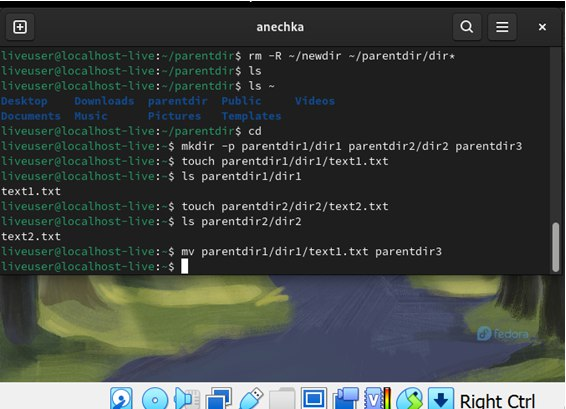 anechka
liveuser@localhost-live:~/parentdir$ rm -R ~/newdir ~/parentdir/dir*
liveuser@localhost-live:~/parentdir$ ls
liveuser@localhost-live:~/parentdir$ ls ~
Desktop Downloads parentdir Public Videos
Documents Music Pictures Templates
liveuser@localhost-live:~/parentdir$ cd
liveuser@localhost-live:~$ mkdir -p parentdir1/dir1 parentdir2/dir2 parentdir3
liveuser@localhost-live:~$ touch parentdir1/dir1/text1.txt
liveuser@localhost-live:~$ ls parentdir1/dir1
text1.txt
liveuser@localhost-live:~$ touch parentdir2/dir2/text2.txt
liveuser@localhost-live:~$ ls parentdir2/dir2
text2.txt
liveuser@localhost-live:~$ mv parentdir1/dir1/text1.txt parentdir3
liveuser@localhost-live:~$
fedora
Right Ctrl